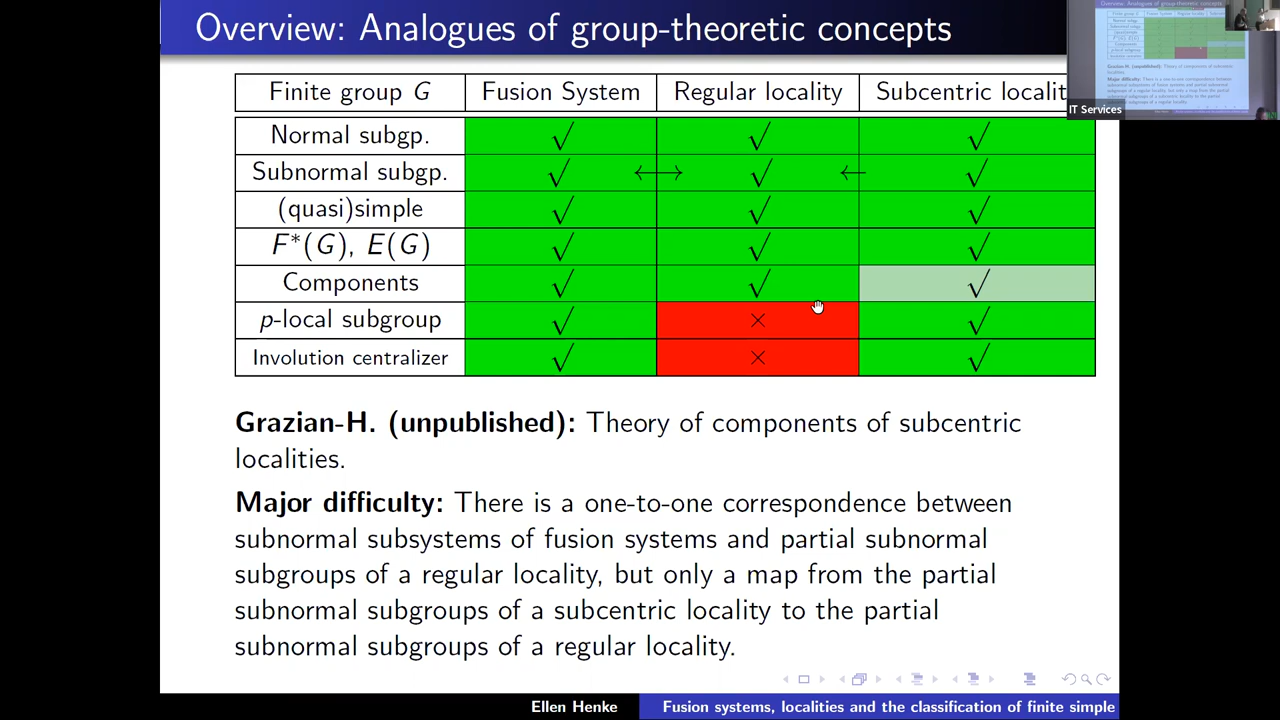 Overview: Analogues of group-theoretic concepts
Finite group G Fusion System Regular locality Subcentric localit
Normal subgp. √ √ √
Subnormal subgp. √ ↔ √ ← √
(quasi)simple √ √ √
F*(G), E(G) √ √ √
Components √ √ √
p-local subgroup √ × √
Involution centralizer √ × √
Grazian-H. (unpublished): Theory of components of subcentric
localities.
Major difficulty: There is a one-to-one correspondence between
subnormal subsystems of fusion systems and partial subnormal
subgroups of a regular locality, but only a map from the partial
subnormal subgroups of a subcentric locality to the partial
subnormal subgroups of a regular locality.
Ellen Henke Fusion systems, localities and the classification of finite simple
IT Services